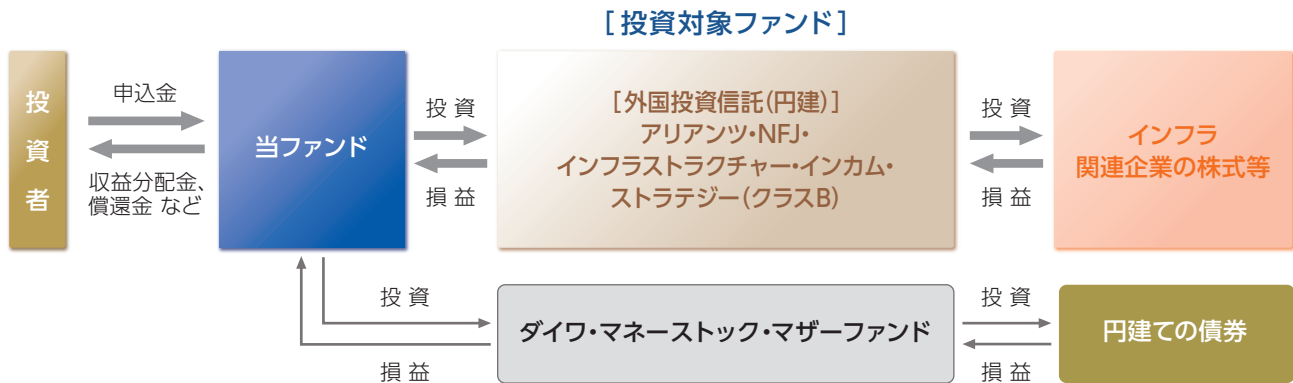 [投資対象ファンド]
投資者
申込金
収益分配金、
償還金 など
当ファンド
投資
損益
[外国投資信託(円建)]
アリアンツ・NFJ・
インフラストラクチャー・インカム・
ストラテジー(クラスB)
投資
損益
インフラ
関連企業の株式等
投資
損益
ダイワ・マネーストック・マザーファンド
投資
損益
円建ての債券